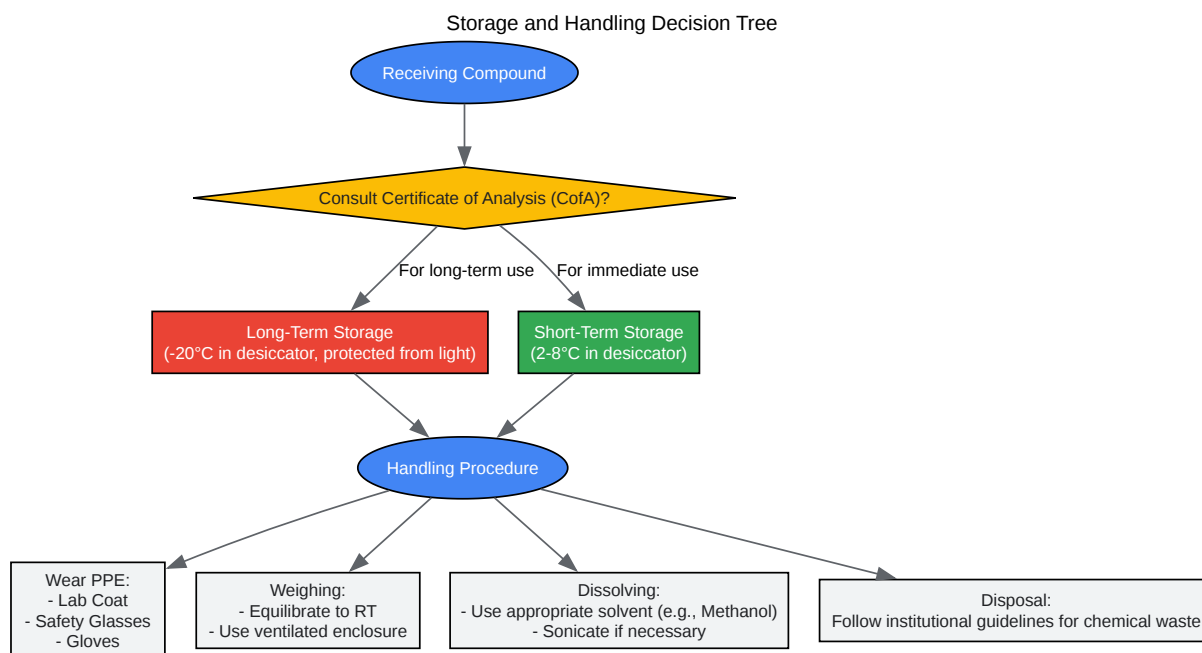 Storage and Handling Decision Tree
Receiving Compound
Consult Certificate of Analysis (CofA)?
For long-term use
For immediate use
Long-Term Storage
(-20°C in desiccator, protected from light)
Short-Term Storage
(2-8°C in desiccator)
Handling Procedure
Wear PPE:
- Lab Coat
- Safety Glasses
- Gloves
Weighing:
- Equilibrate to RT
- Use ventilated enclosure
Dissolving:
- Use appropriate solvent (e.g., Methanol)
- Sonicate if necessary
Disposal:
Follow institutional guidelines for chemical waste